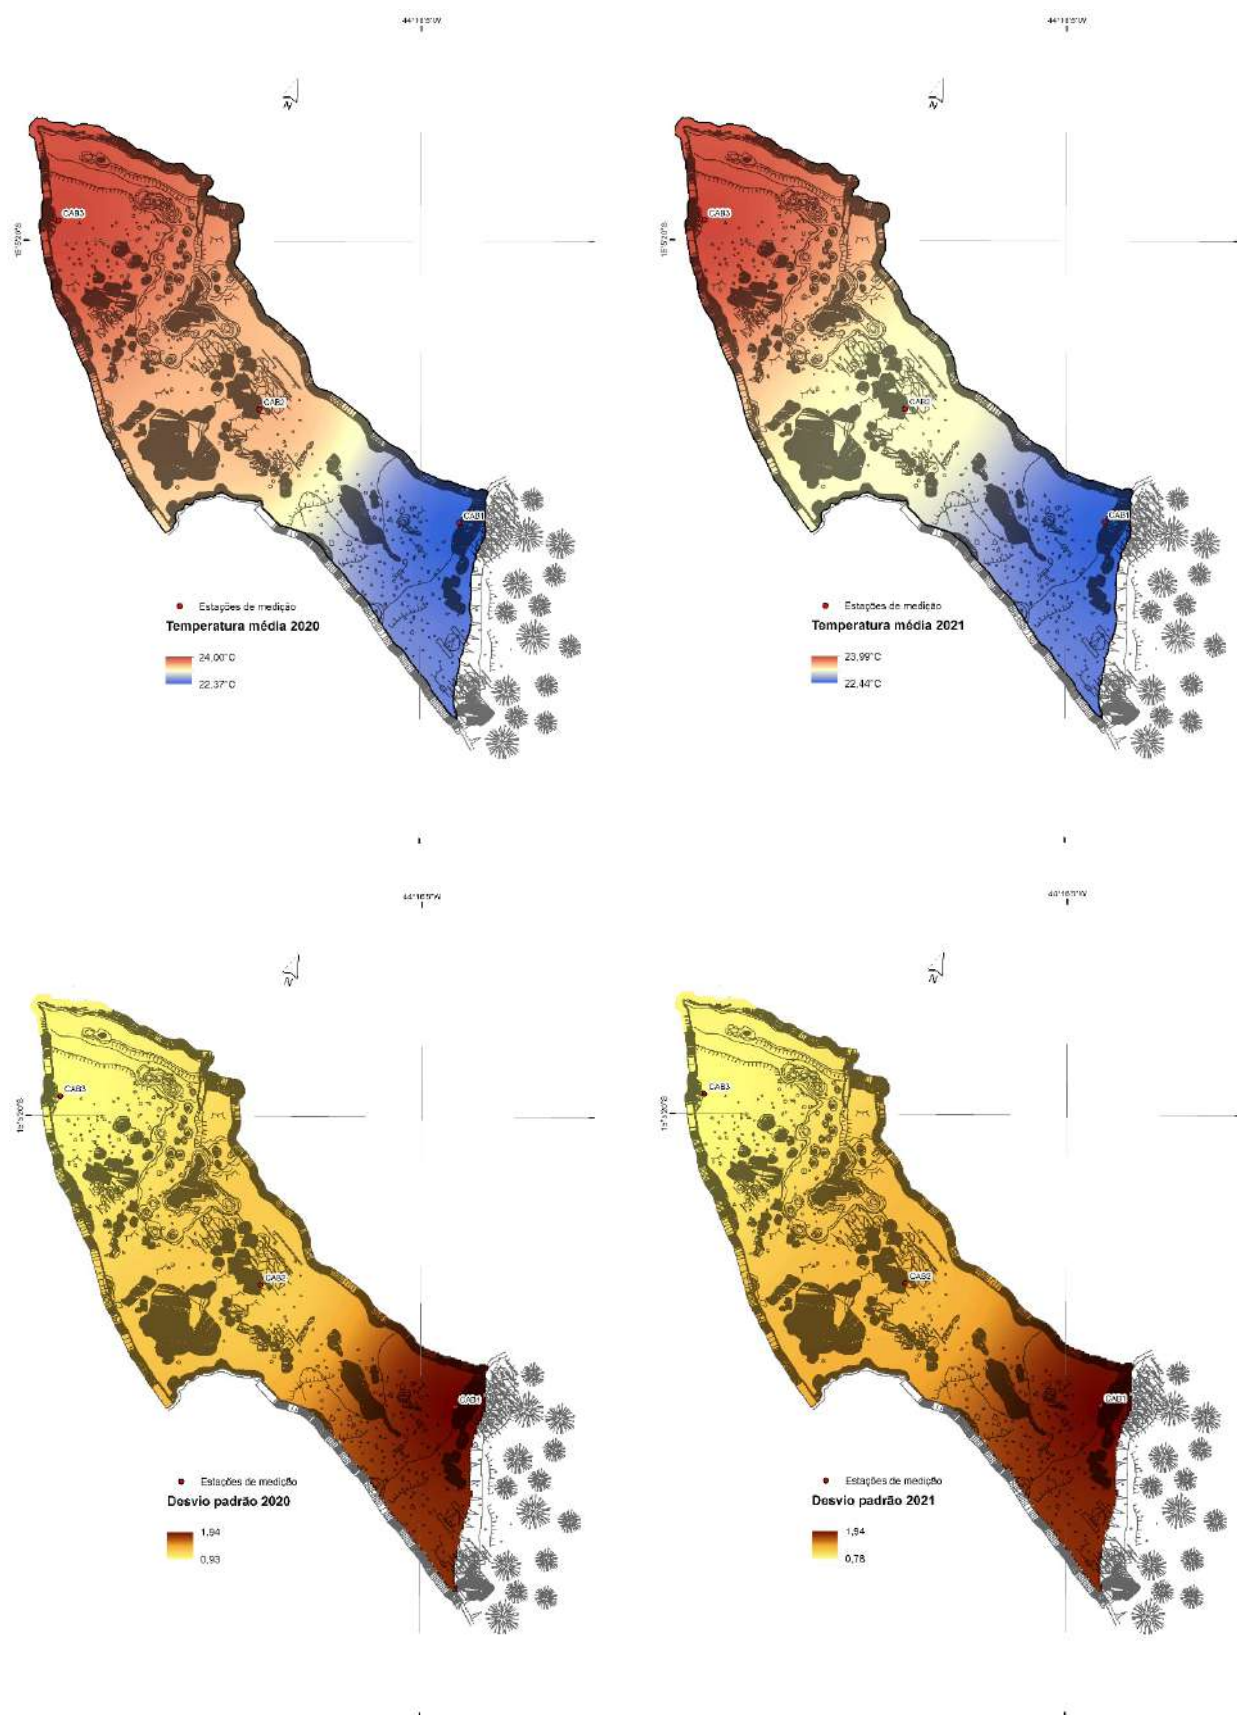 44°16'5"W
44°16'5"W
N
N
CAB3
CAB3
15°5'20"S
15°5'20"S
CAB2
CAB2
CAB1
CAB1
Estações de medição
Temperatura média 2020
24,00°C
22,37°C
Estações de medição
Temperatura média 2021
23,99°C
22,44°C
44°16'5"W
44°16'5"W
N
N
CAB3
CAB3
15°5'20"S
15°5'20"S
CAB2
CAB2
CAB1
CAB1
Estações de medição
Desvio padrão 2020
1,94
0,93
Estações de medição
Desvio padrão 2021
1,94
0,78